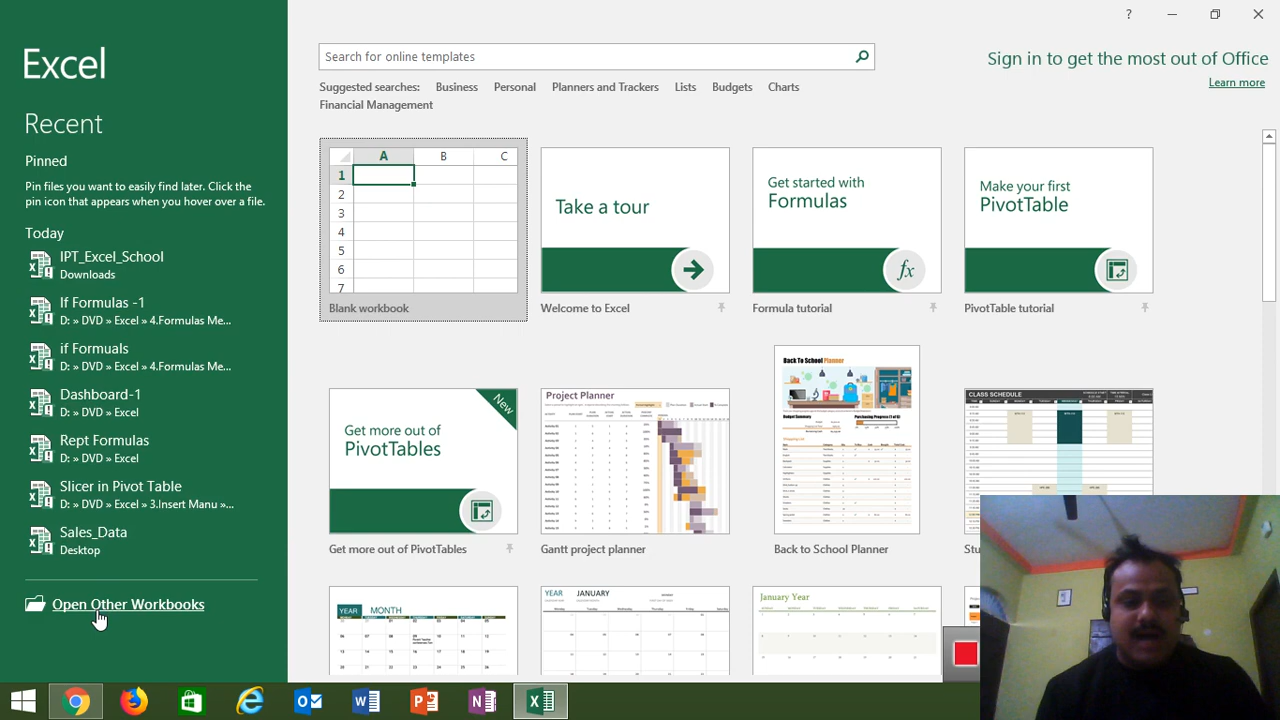 Excel
Recent
Pinned
Pin files you want to easily find later. Click the
pin icon that appears when you hover over a file.
Today
IPT_Excel_School
Downloads
If Formulas -1
D: » DVD » Excel » 4.Formulas Me...
if Formuals
D: » DVD » Excel » 4.Formulas Me...
Dashboard-1
D: » DVD » Excel
Rept Formulas
D: » DVD » Excel
Slicer in Pivot Table
D: » DVD » Excel » 3.Insert Manu »...
Sales_Data
Desktop
Open Other Workbooks
?
Search for online templates
Sign in to get the most out of Office
Learn more
Suggested searches: Business Personal Planners and Trackers Lists Budgets Charts
Financial Management
A B C
1
2
3
4
5
6
7
Blank workbook
Take a tour
Welcome to Excel
Get started with
Formulas
fx
Formula tutorial
Make your first
PivotTable
PivotTable tutorial
New
Get more out of
PivotTables
Get more out of PivotTables
Project Planner
Gantt project planner
Back To School Planner
Back to School Planner
CLASS SCHEDULE
Stu
YEAR MONTH
YEAR JANUARY
January Year